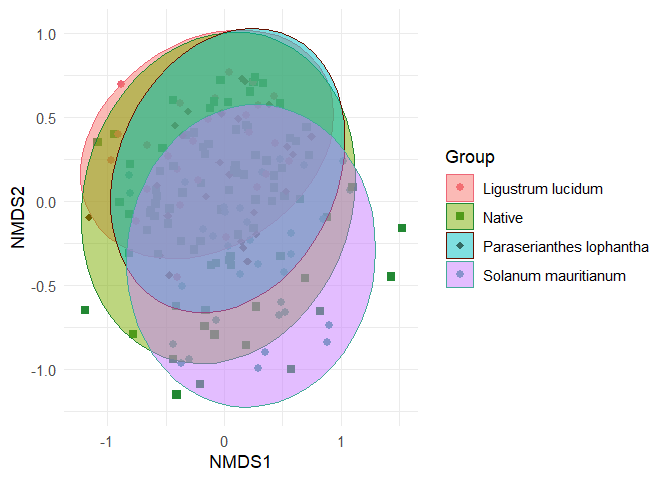 1.0
0.5
0.0
-0.5
-1.0
NMDS2
-1
0
1
NMDS1
Group
Ligustrum lucidum
Native
Paraserianthes lophantha
Solanum mauritianum